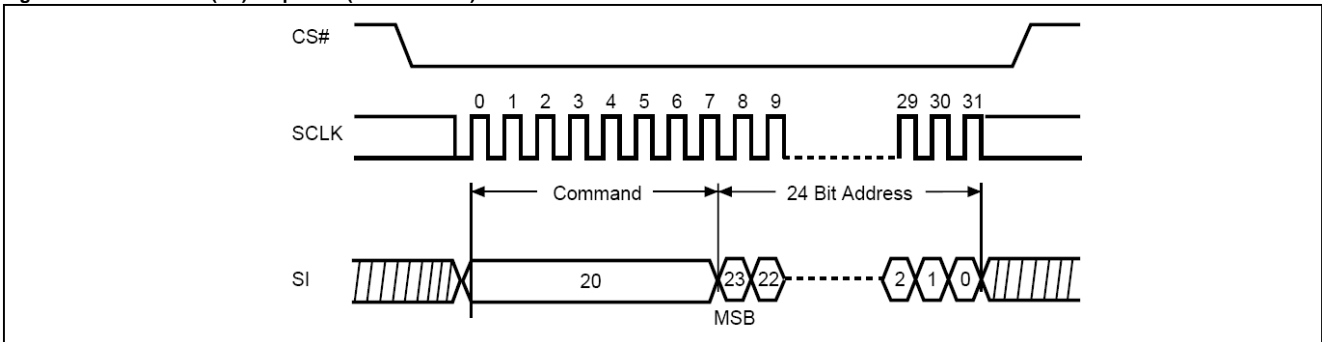 CS#
0 1 2 3 4 5 6 7 8 9 29 30 31
SCLK
Command 24 Bit Address
SI 20 23 22 2 1 0
MSB